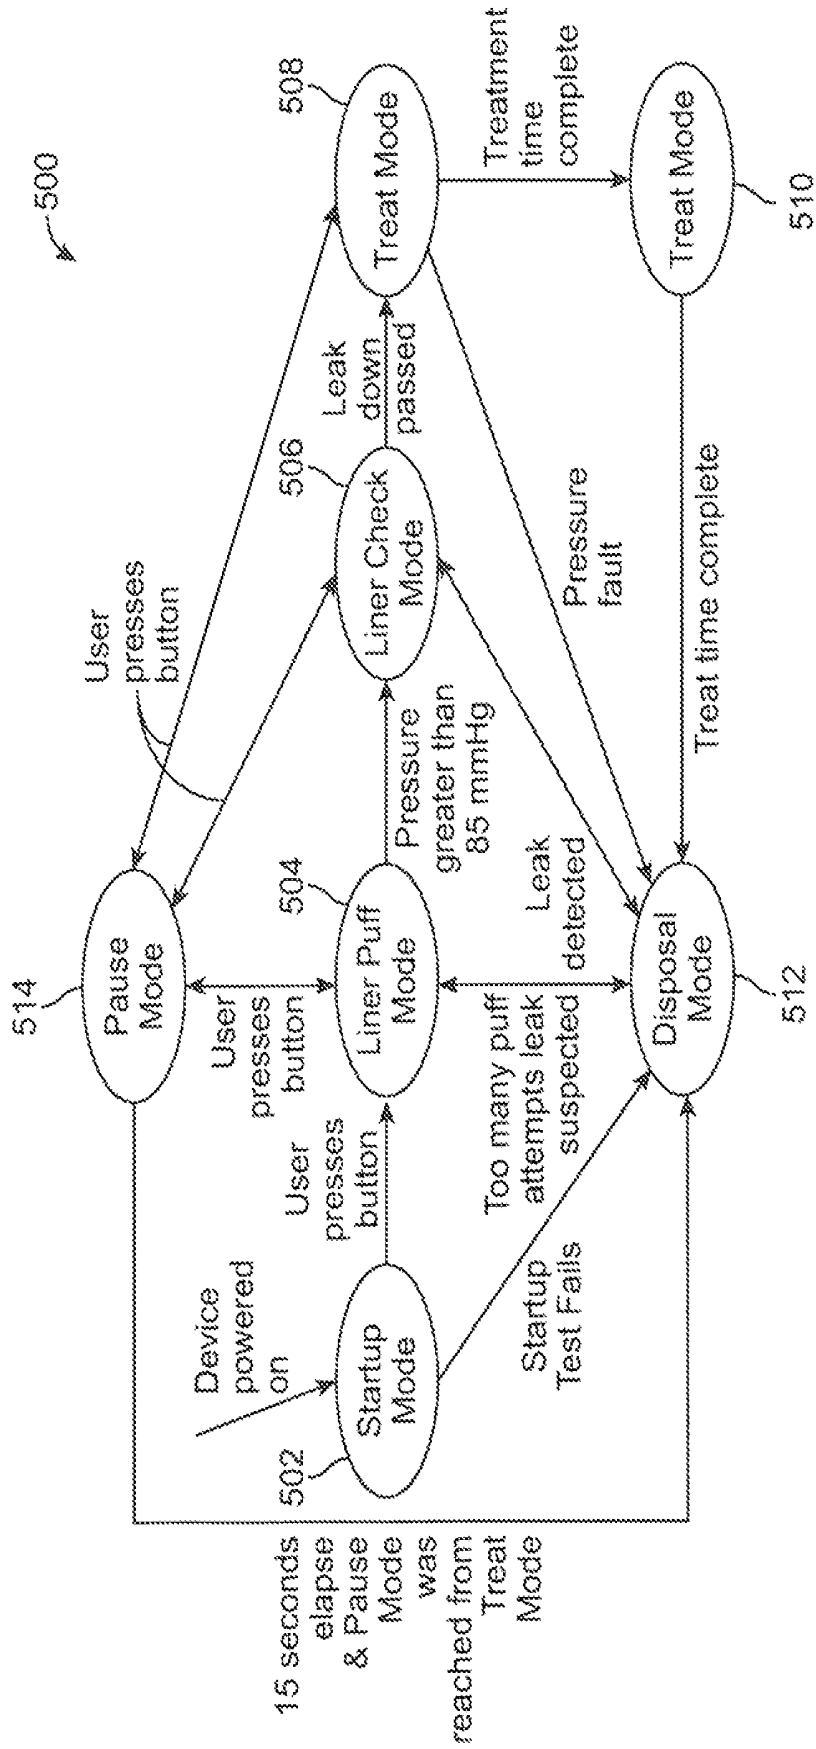 500
514
Pause
Mode
User
presses
button
15 seconds
elapse
& Pause
Mode
was
reached from
Treat
Mode
Device
powered
on
User
presses
button
502
Startup
Mode
User
presses
button
504
Liner Puff
Mode
Pressure
greater than
85 mmHg
506
Liner Check
Mode
Leak
down
passed
508
Treat Mode
Treatment
time
complete
Startup
Test Fails
Too many puff
attempts leak
suspected
Leak
detected
Pressure
fault
Disposal
Mode
512
Treat time complete
Treat Mode
510